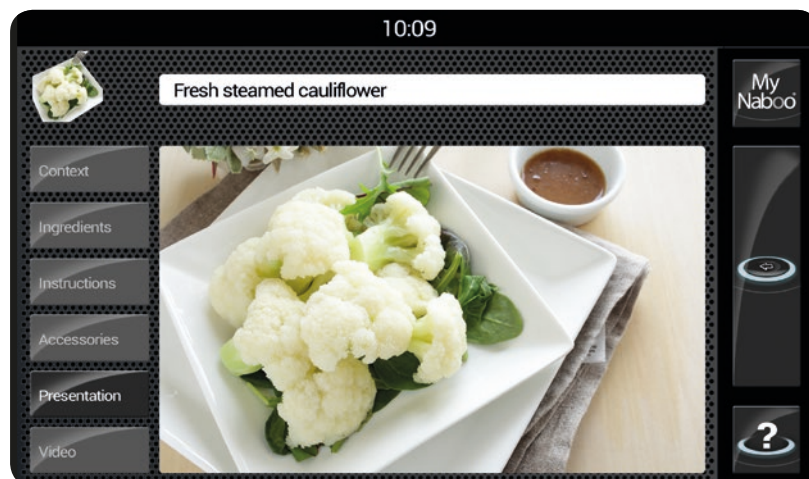 10:09
Fresh steamed cauliflower
My
Naboo
Context
Ingredients
Instructions
Accessories
Presentation
Video
?